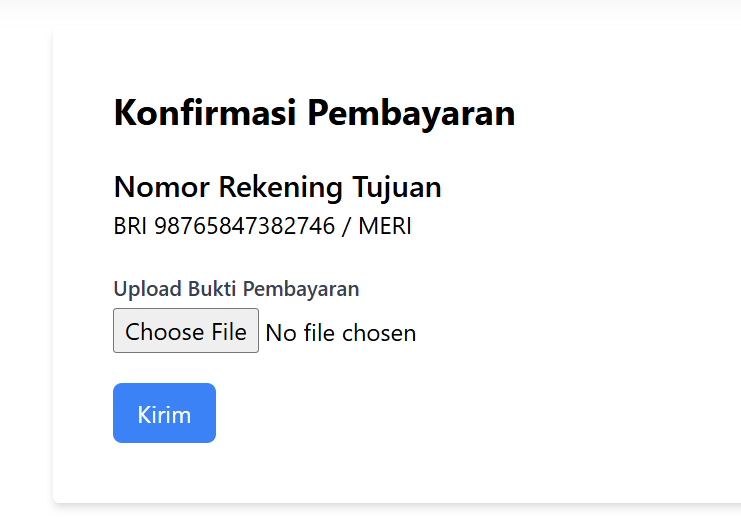 Konfirmasi Pembayaran
Nomor Rekening Tujuan
BRI 98765847382746 / MERI
Upload Bukti Pembayaran
Choose File No file chosen
Kirim